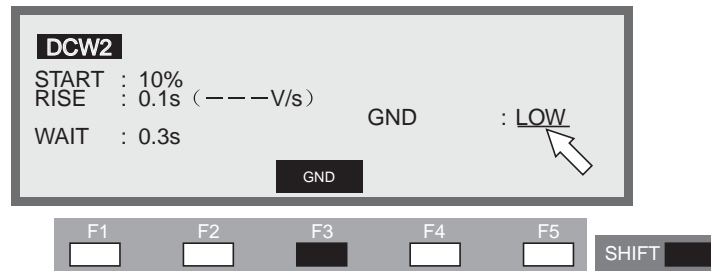 DCW2
START : 10%
RISE : 0.1s (———V/s)
GND : LOW
WAIT : 0.3s
GND
F1 F2 F3 F4 F5
SHIFT